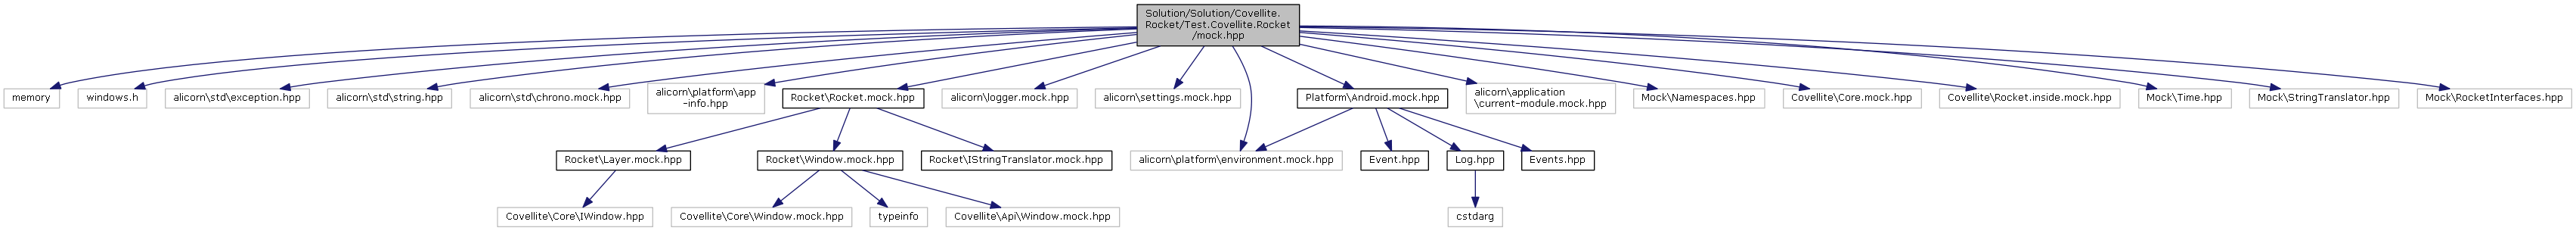 Solution/Solution/Covellite.
Rocket/Test.Covellite.Rocket
/mock.hpp
memory
windows.h
alicorn\std\exception.hpp
alicorn\std\string.hpp
alicorn\std\chrono.mock.hpp
alicorn\platform\app
-info.hpp
Rocket\Rocket.mock.hpp
alicorn\logger.mock.hpp
alicorn\settings.mock.hpp
Platform\Android.mock.hpp
alicorn\application
\current-module.mock.hpp
Mock\Namespaces.hpp
Covellite\Core.mock.hpp
Covellite\Rocket.inside.mock.hpp
Mock\Time.hpp
Mock\StringTranslator.hpp
Mock\RocketInterfaces.hpp
Rocket\Layer.mock.hpp
Rocket\Window.mock.hpp
Rocket\IStringTranslator.mock.hpp
alicorn\platform\environment.mock.hpp
Event.hpp
Log.hpp
Events.hpp
Covellite\Core\IWindow.hpp
Covellite\Core\Window.mock.hpp
typeinfo
Covellite\Api\Window.mock.hpp
cstdarg